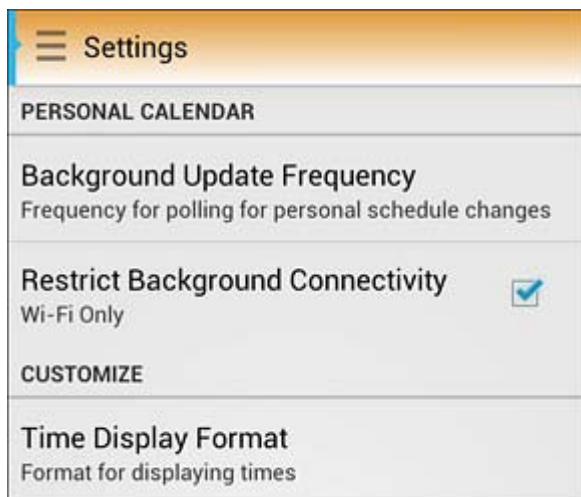 Settings
PERSONAL CALENDAR
Background Update Frequency
Frequency for polling for personal schedule changes
Restrict Background Connectivity
Wi-Fi Only
CUSTOMIZE
Time Display Format
Format for displaying times